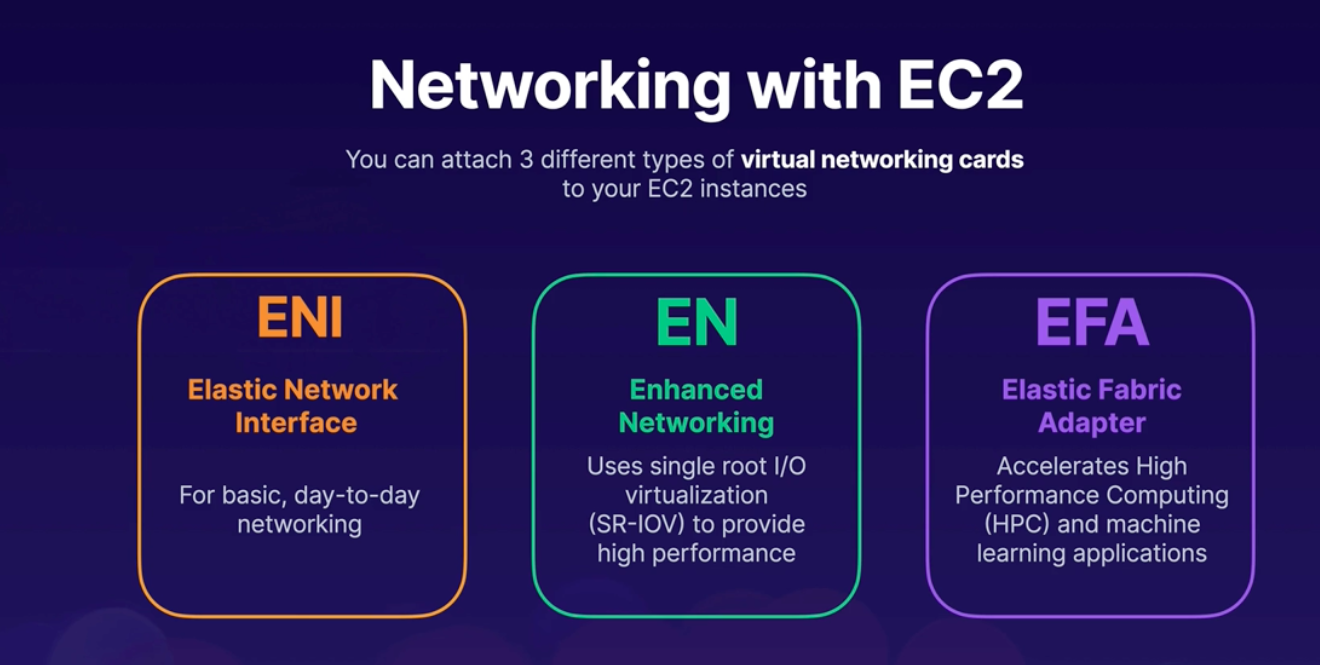 Networking with EC2
You can attach 3 different types of virtual networking cards
to your EC2 instances
ENI
Elastic Network
Interface
For basic, day-to-day
networking
EN
Enhanced
Networking
Uses single root I/O
virtualization
(SR-IOV) to provide
high performance
EFA
Elastic Fabric
Adapter
Accelerates High
Performance Computing
(HPC) and machine
learning applications